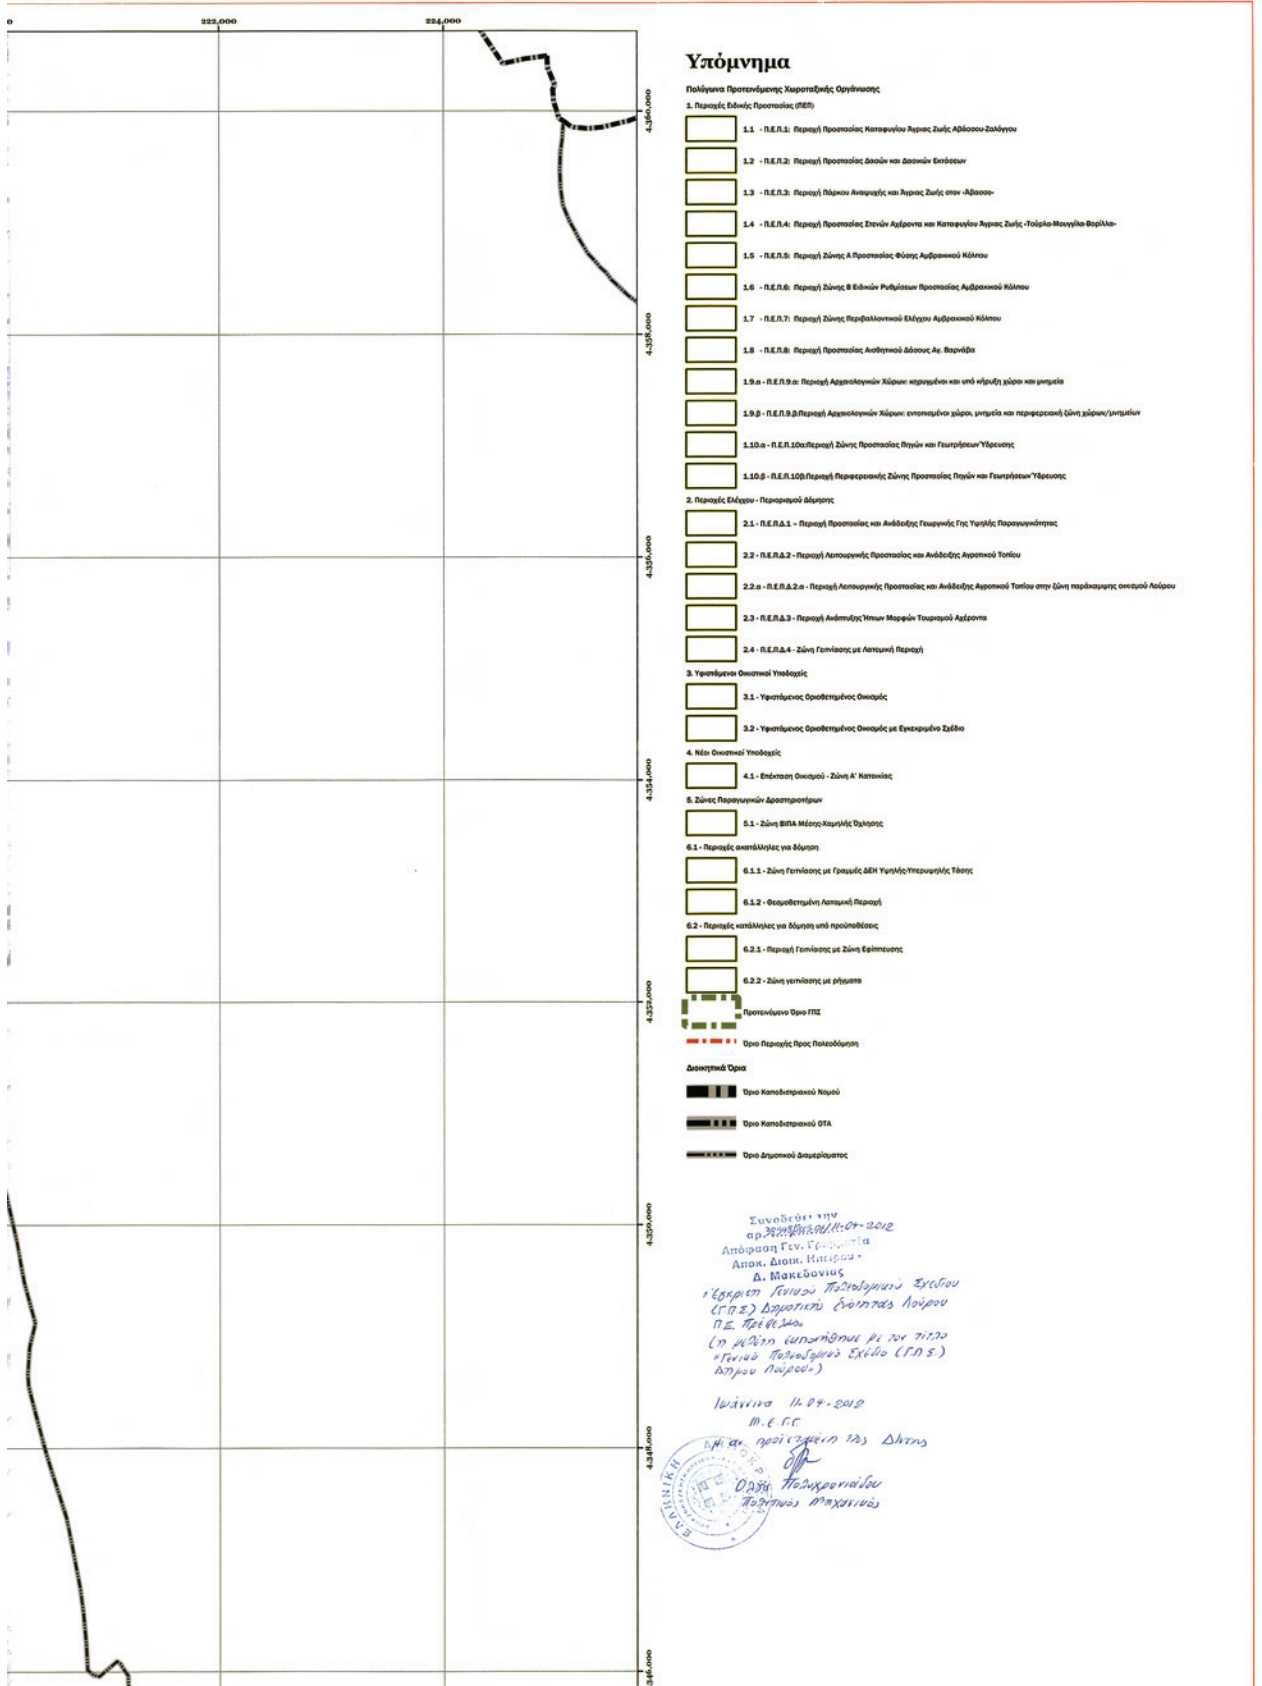 0
222,000
224,000
4.360,000
4.358,000
4.356,000
4.354,000
4.352,000
4.350,000
4.348,000
346,000
Υπόμνημα
Πολύγωνα Προτεινόμενης Χωροταξικής Οργάνωσης
1. Περιοχές Ειδικής Προστασίας (ΠΕΠ)
1.1 - Π.Ε.Π.1: Περιοχή Προστασίας Καταφυγίου Άγριας Ζωής Αβάσσου-Ζαλόγγου
1.2 - Π.Ε.Π.2: Περιοχή Προστασίας Δασών και Δασικών Εκτάσεων
1.3 - Π.Ε.Π.3: Περιοχή Πάρκου Αναψυχής και Άγριας Ζωής στον «Άβασσο»
1.4 - Π.Ε.Π.4: Περιοχή Προστασίας Στενών Αχέροντα και Καταφυγίου Άγριας Ζωής «Τούρλα-Μουγγίλα-Βορίλλα»
1.5 - Π.Ε.Π.5: Περιοχή Ζώνης Α Προστασίας Φύσης Αμβρακικού Κόλπου
1.6 - Π.Ε.Π.6: Περιοχή Ζώνης Β Ειδικών Ρυθμίσεων Προστασίας Αμβρακικού Κόλπου
1.7 - Π.Ε.Π.7: Περιοχή Ζώνης Περιβαλλοντικού Ελέγχου Αμβρακικού Κόλπου
1.8 - Π.Ε.Π.8: Περιοχή Προστασίας Αισθητικού Δάσους Αγ. Βαρνάβα
1.9.α - Π.Ε.Π.9.α: Περιοχή Αρχαιολογικών Χώρων: κηρυγμένοι και υπό κήρυξη χώροι και μνημεία
1.9.β - Π.Ε.Π.9.β:Περιοχή Αρχαιολογικών Χώρων: εντοπισμένοι χώροι, μνημεία και περιφερειακή ζώνη χώρων/μνημείων
1.10.α - Π.Ε.Π.10α:Περιοχή Ζώνης Προστασίας Πηγών και Γεωτρήσεων Ύδρευσης
1.10.β - Π.Ε.Π.10β:Περιοχή Περιφερειακής Ζώνης Προστασίας Πηγών και Γεωτρήσεων Ύδρευσης
2. Περιοχές Ελέγχου - Περιορισμού Δόμησης
2.1 - Π.Ε.Π.Δ.1 – Περιοχή Προστασίας και Ανάδειξης Γεωργικής Γης Υψηλής Παραγωγικότητας
2.2 - Π.Ε.Π.Δ.2 - Περιοχή Λειτουργικής Προστασίας και Ανάδειξης Αγροτικού Τοπίου
2.2.α - Π.Ε.Π.Δ.2.α - Περιοχή Λειτουργικής Προστασίας και Ανάδειξης Αγροτικού Τοπίου στην ζώνη παράκαμψης οικισμού Λούρου
2.3 - Π.Ε.Π.Δ.3 - Περιοχή Ανάπτυξης Ήπιων Μορφών Τουρισμού Αχέροντα
2.4 - Π.Ε.Π.Δ.4 - Ζώνη Γειτνίασης με Λατομική Περιοχή
3. Υφιστάμενοι Οικιστικοί Υποδοχείς
3.1 - Υφιστάμενος Οριοθετημένος Οικισμός
3.2 - Υφιστάμενος Οριοθετημένος Οικισμός με Εγκεκριμένο Σχέδιο
4. Νέοι Οικιστικοί Υποδοχείς
4.1 - Επέκταση Οικισμού - Ζώνη Α' Κατοικίας
5. Ζώνες Παραγωγικών Δραστηριοτήρων
5.1 - Ζώνη ΒΙΠΑ Μέσης-Χαμηλής Όχλησης
6.1 - Περιοχές ακατάλληλες για δόμηση
6.1.1 - Ζώνη Γειτνίασης με Γραμμές ΔΕΗ Υψηλής-Υπερυψηλής Τάσης
6.1.2 - Θεσμοθετημένη Λατομική Περιοχή
6.2 - Περιοχές κατάλληλες για δόμηση υπό προϋποθέσεις
6.2.1 - Περιοχή Γειτνίασης με Ζώνη Εφίππευσης
6.2.2 - Ζώνη γειτνίασης με ρήγματα
Προτεινόμενο Όριο ΓΠΣ
Όριο Περιοχής Προς Πολεοδόμηση
Διοικητικά Όρια
Όριο Καποδιστριακού Νομού
Όριο Καποδιστριακού ΟΤΑ
Όριο Δημοτικού Διαμερίσματος
Συνοδεύει την
αρ. 11-04-2012
Απόφαση Γεν. Γραμματέα
Αποκ. Διοικ. Ηπείρου -
Δ. Μακεδονίας
«Έγκριση Γενικού Πολεοδομικού Σχεδίου
(Γ.Π.Σ.) Δημοτικής Ενότητας Λούρου
Π.Ε. Πρέβεζας»
(η μελέτη εκπονήθηκε με τον τίτλο
«Γενικό Πολεοδομικό Σχέδιο (Γ.Π.Σ.)
Δήμου Λούρου»)
Ιωάννινα 11-04-2012
Μ.Ε.Γ.Γ.
προϊσταμένη της Δ/νσης
Όλγα Πολυχρονιάδου
Πολιτικός Μηχανικός
ΕΛΛΗΝΙΚΗ ΔΗΜΟΚΡΑΤΙΑ